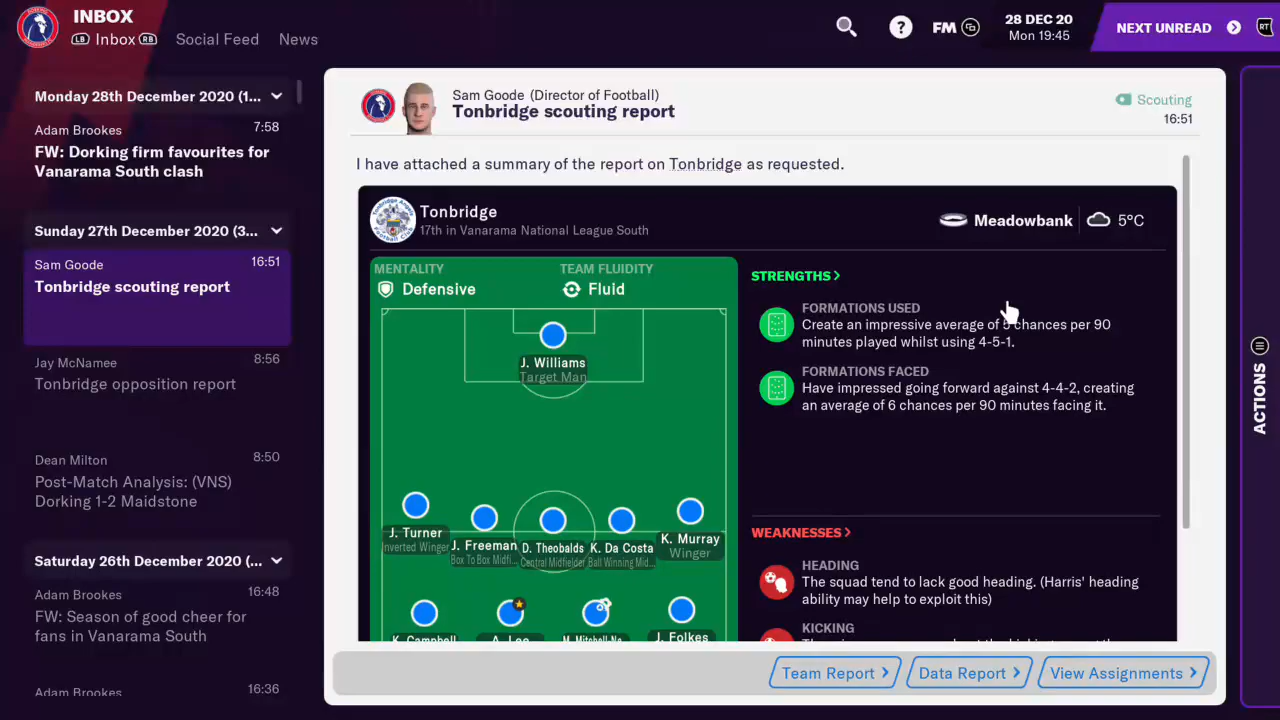 INBOX
LB Inbox RB
Social Feed
News
FM
28 DEC 20
Mon 19:45
NEXT UNREAD
RT
Monday 28th December 2020 (1...
Adam Brookes
7:58
FW: Dorking firm favourites for
Vanarama South clash
Sunday 27th December 2020 (3...
Sam Goode
16:51
Tonbridge scouting report
Jay McNamee
8:56
Tonbridge opposition report
Dean Milton
8:50
Post-Match Analysis: (VNS)
Dorking 1-2 Maidstone
Saturday 26th December 2020 (...
Adam Brookes
16:48
FW: Season of good cheer for
fans in Vanarama South
Adam Brookes
16:36
Sam Goode (Director of Football)
Tonbridge scouting report
Scouting
16:51
I have attached a summary of the report on Tonbridge as requested.
Tonbridge
17th in Vanarama National League South
Meadowbank
5°C
MENTALITY
Defensive
TEAM FLUIDITY
Fluid
J. Williams
Target Man
J. Turner
Inverted Winger
J. Freeman
Box To Box Midfi...
D. Theobalds
Central Midfielder
K. Da Costa
Ball Winning Mid...
K. Murray
Winger
K. Campbell
A. Lee
M. Mitchell-Ne
J. Folkes
STRENGTHS >
FORMATIONS USED
Create an impressive average of 5 chances per 90
minutes played whilst using 4-5-1.
FORMATIONS FACED
Have impressed going forward against 4-4-2, creating
an average of 6 chances per 90 minutes facing it.
WEAKNESSES >
HEADING
The squad tend to lack good heading. (Harris' heading
ability may help to exploit this)
KICKING
Team Report >
Data Report >
View Assignments >
ACTIONS